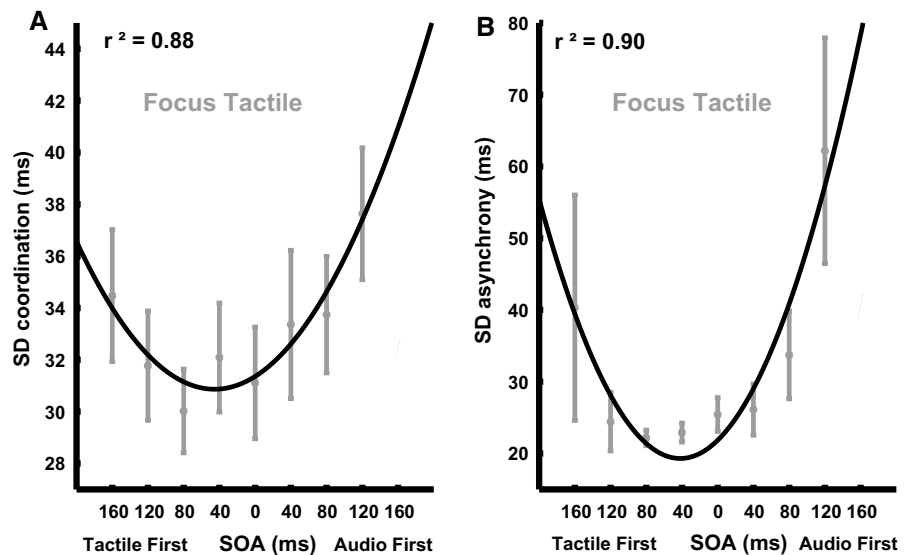 A
r ² = 0.88
Focus Tactile
SD coordination (ms)
44
42
40
38
36
34
32
30
28
160 120 80 40 0 40 80 120 160
Tactile First SOA (ms) Audio First
B
r ² = 0.90
Focus Tactile
SD asynchrony (ms)
80
70
60
50
40
30
20
160 120 80 40 0 40 80 120 160
Tactile First SOA (ms) Audio First